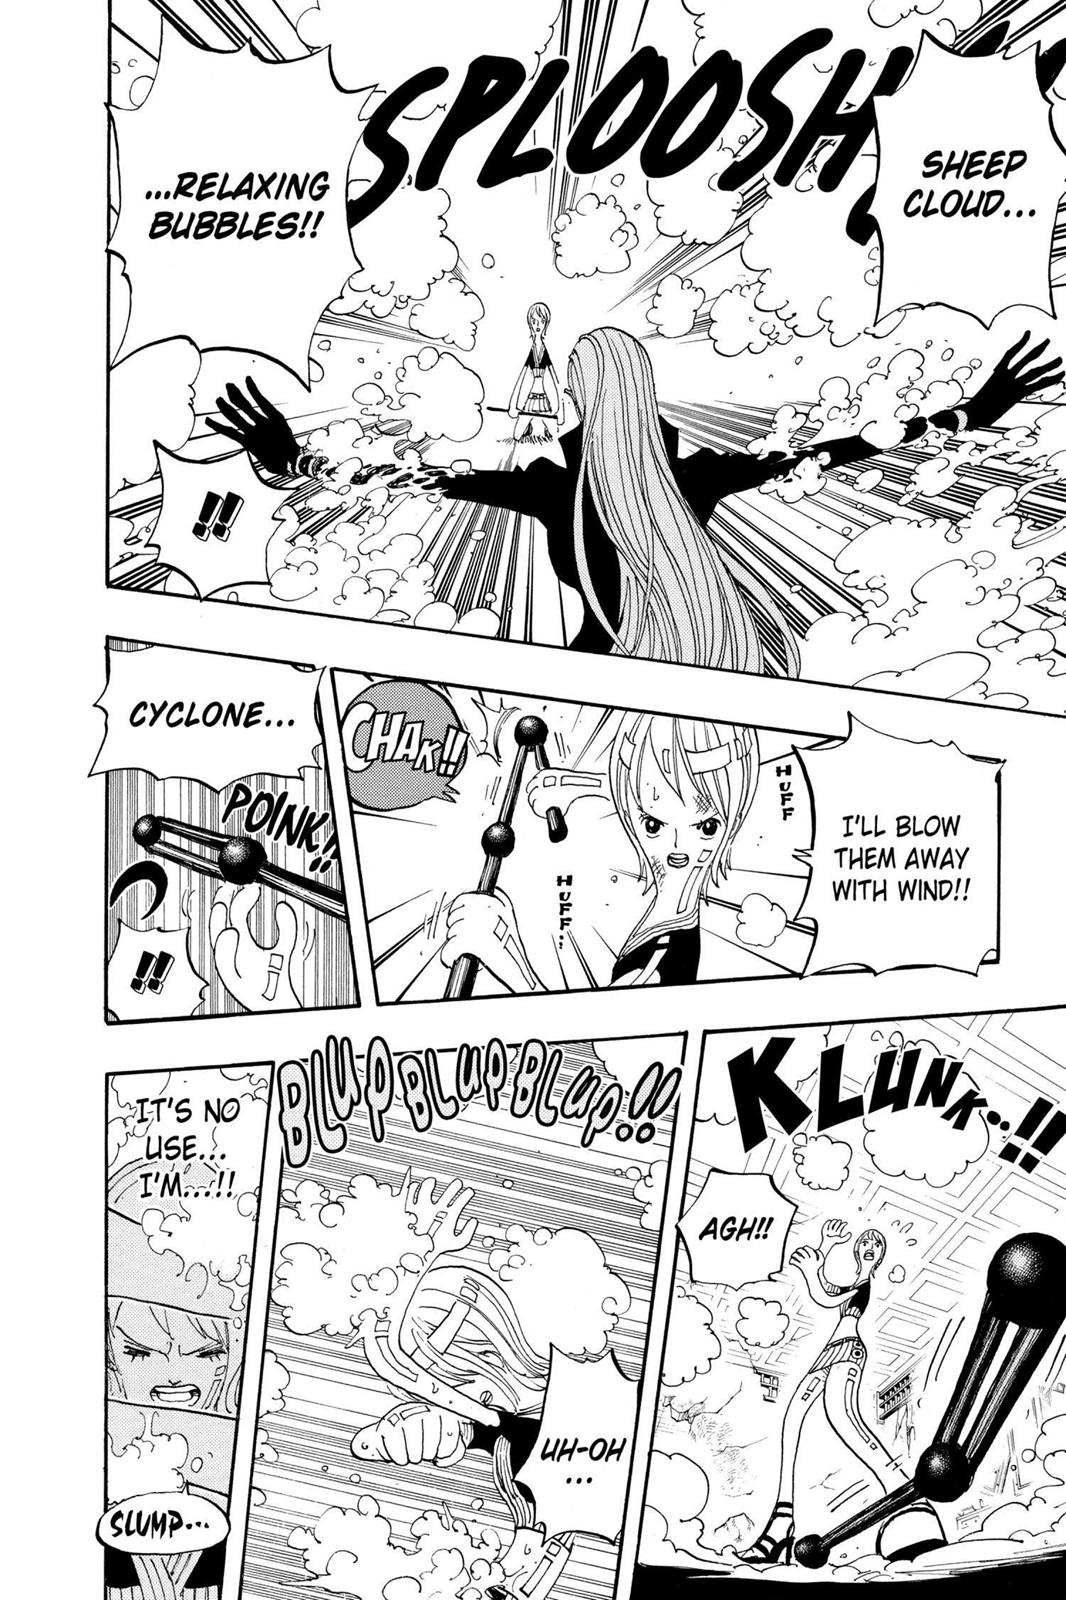 SPLOOSH
SHEEP
CLOUD...
...RELAXING
BUBBLES!!
!!
CHAK!!
HUFF
HUFF...
I'LL BLOW
THEM AWAY
WITH WIND!!
CYCLONE...
POINK!!
!!
KLUNK...!!
AGH!!
BLUP BLUP BLUP!!
UH-OH
...
IT'S NO
USE...
I'M...!!
SLUMP...